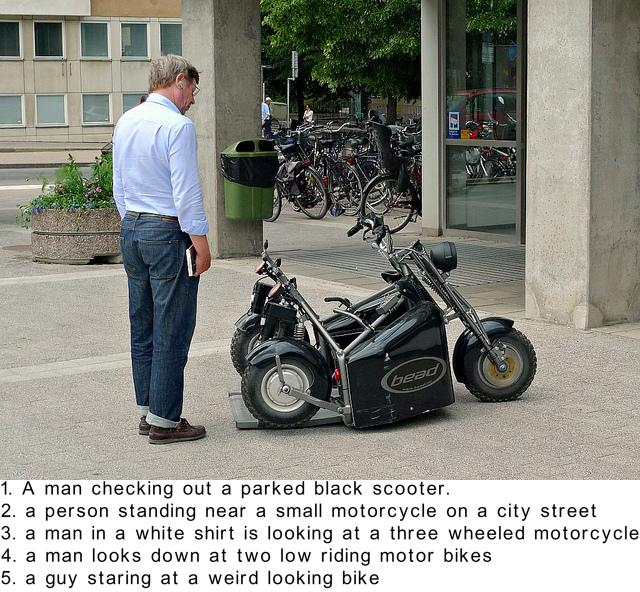 bead
1. A man checking out a parked black scooter.
2. a person standing near a small motorcycle on a city street
3. a man in a white shirt is looking at a three wheeled motorcycle
4. a man looks down at two low riding motor bikes
5. a guy staring at a weird looking bike